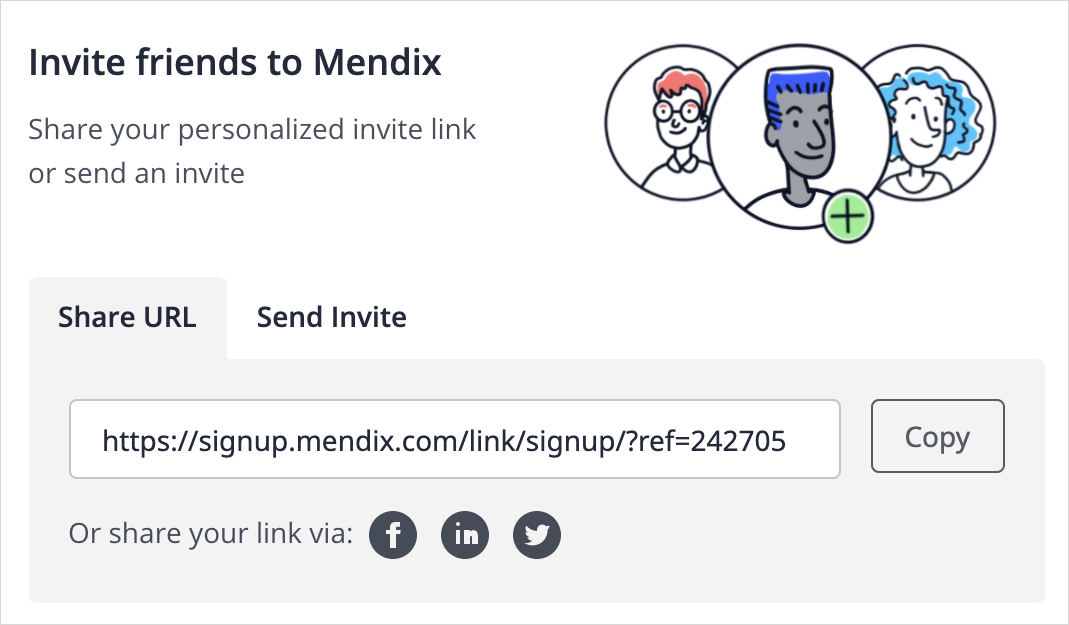 Invite friends to Mendix
Share your personalized invite link
or send an invite
Share URL
Send Invite
https://signup.mendix.com/link/signup/?ref=242705
Copy
Or share your link via: